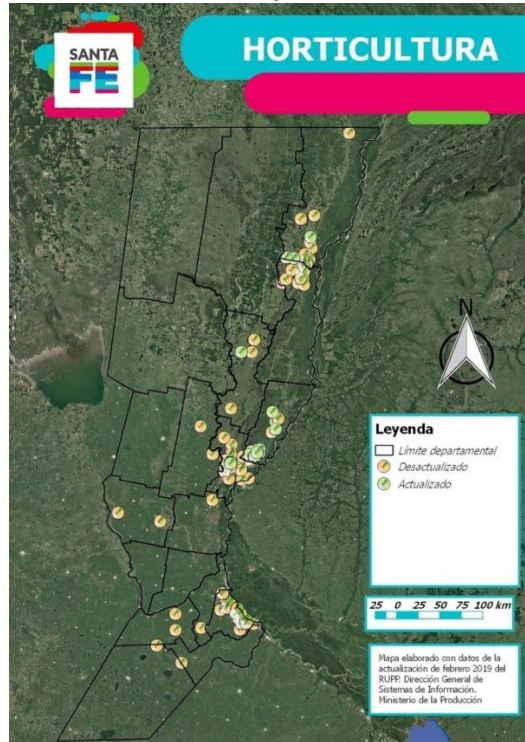 SANTA
FE
HORTICULTURA
N
Leyenda
Límite departamental
Desactualizado
Actualizado
25 0 25 50 75 100 km
Mapa elaborado con datos de la
actualización de febrero 2019 del
RUPP. Dirección General de
Sistemas de Información.
Ministerio de la Producción